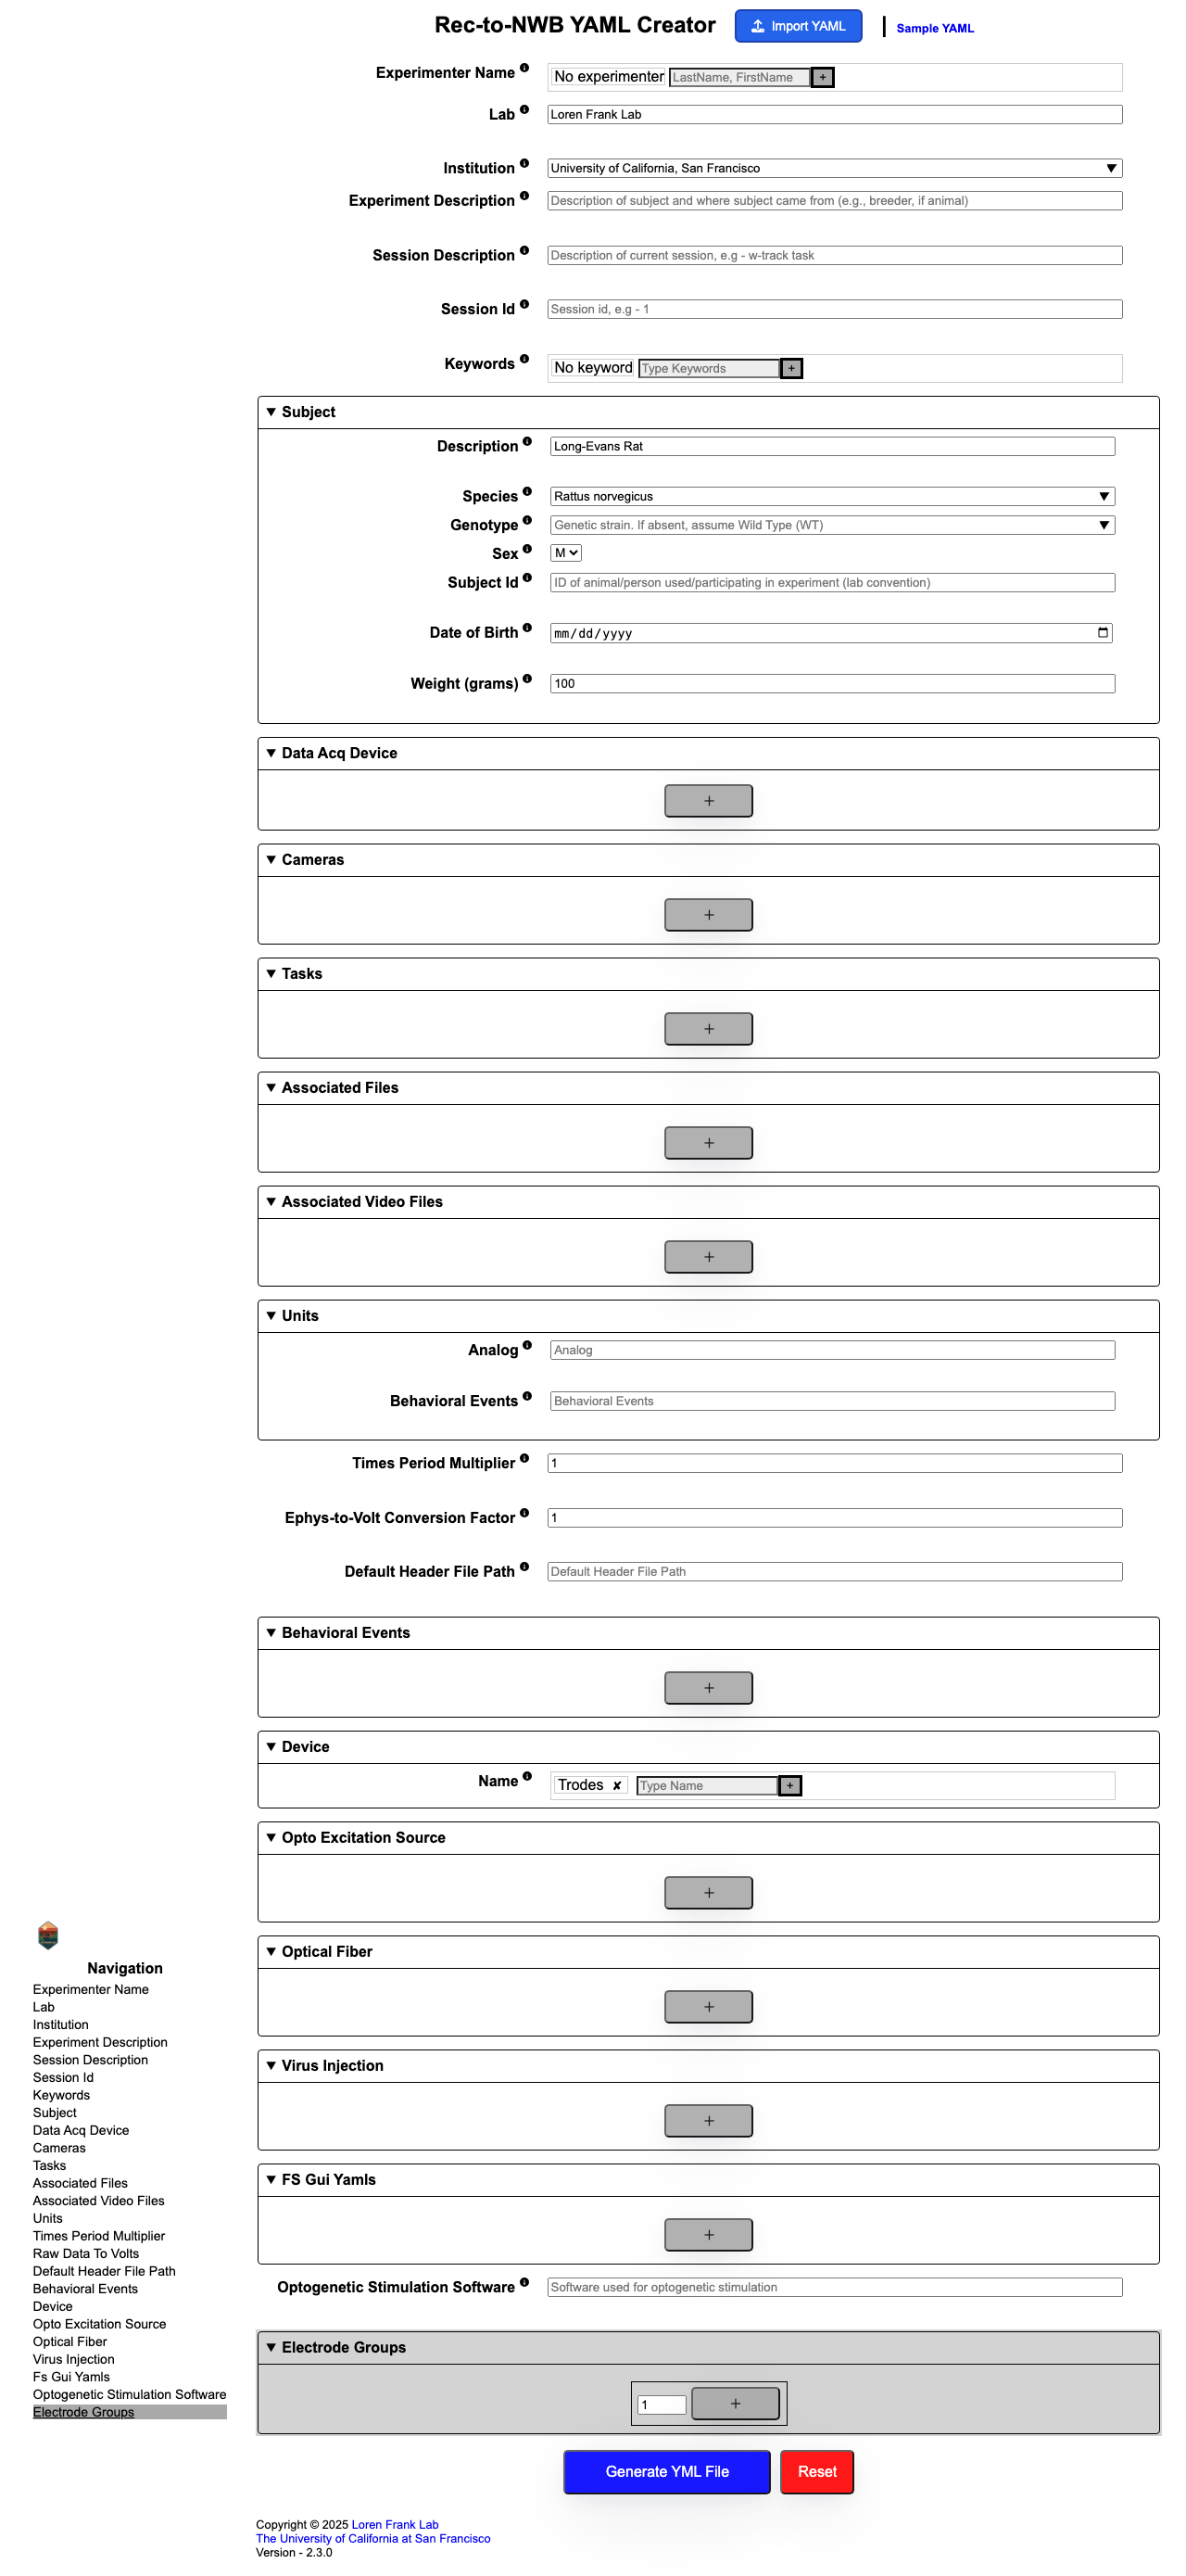 Rec-to-NWB YAML Creator
Import YAML
Sample YAML
Experimenter Name
No experimenter
LastName, FirstName
+
Lab
Loren Frank Lab
Institution
University of California, San Francisco
Experiment Description
Description of subject and where subject came from (e.g., breeder, if animal)
Session Description
Description of current session, e.g - w-track task
Session Id
Session id, e.g - 1
Keywords
No keyword
Type Keywords
+
Subject
Description
Long-Evans Rat
Species
Rattus norvegicus
Genotype
Genetic strain. If absent, assume Wild Type (WT)
Sex
M
Subject Id
ID of animal/person used/participating in experiment (lab convention)
Date of Birth
mm/dd/yyyy
Weight (grams)
100
Data Acq Device
+
Cameras
+
Tasks
+
Associated Files
+
Associated Video Files
+
Units
Analog
Analog
Behavioral Events
Behavioral Events
Times Period Multiplier
1
Ephys-to-Volt Conversion Factor
1
Default Header File Path
Default Header File Path
Behavioral Events
+
Device
Name
Trodes ✘
Type Name
+
Opto Excitation Source
+
Optical Fiber
+
Virus Injection
+
FS Gui Yamls
+
Optogenetic Stimulation Software
Software used for optogenetic stimulation
Electrode Groups
1
+
Generate YML File
Reset
Navigation
Experimenter Name
Lab
Institution
Experiment Description
Session Description
Session Id
Keywords
Subject
Data Acq Device
Cameras
Tasks
Associated Files
Associated Video Files
Units
Times Period Multiplier
Raw Data To Volts
Default Header File Path
Behavioral Events
Device
Opto Excitation Source
Optical Fiber
Virus Injection
Fs Gui Yamls
Optogenetic Stimulation Software
Electrode Groups
Copyright © 2025 Loren Frank Lab
The University of California at San Francisco
Version - 2.3.0